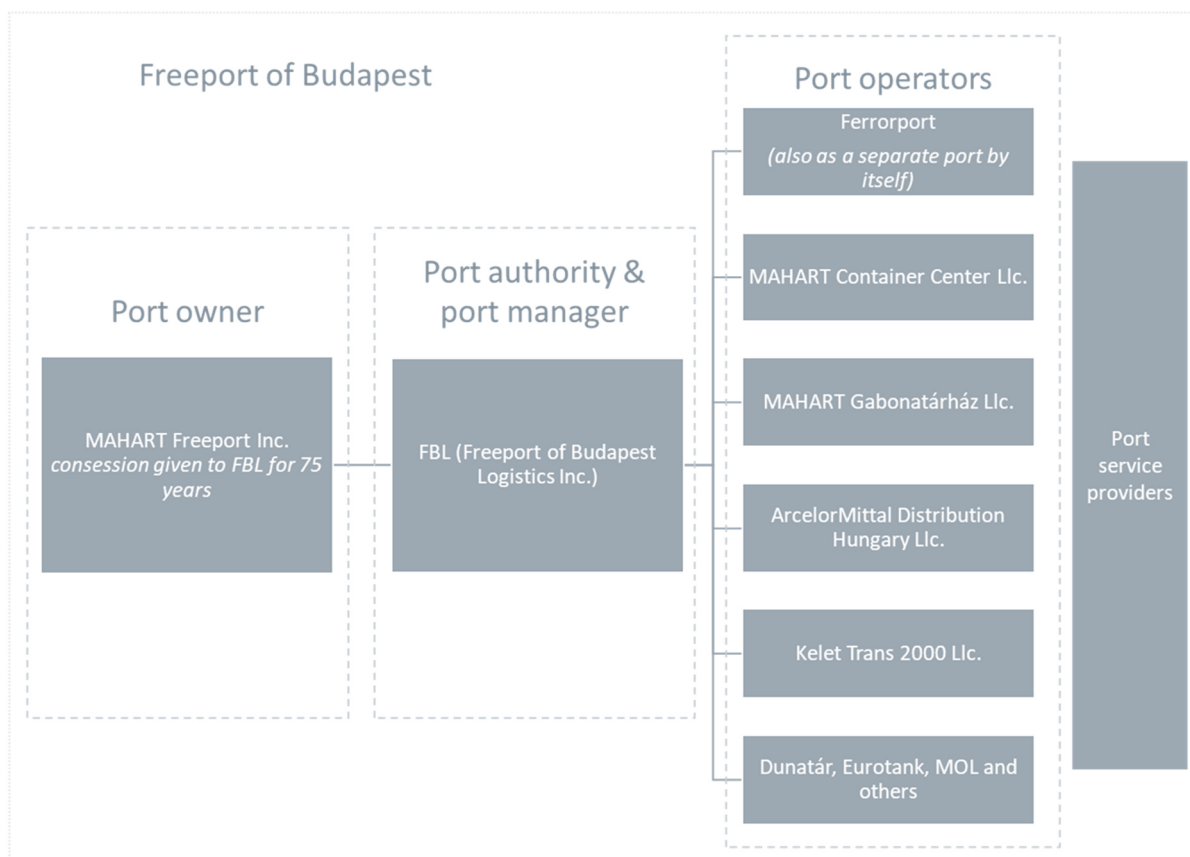 Freeport of Budapest
Port owner
MAHART Freeport Inc.
consession given to FBL for 75
years
Port authority &
port manager
FBL (Freeport of Budapest
Logistics Inc.)
Port operators
Ferrorport
(also as a separate port by
itself)
MAHART Container Center Llc.
MAHART Gabonatárház Llc.
ArcelorMittal Distribution
Hungary Llc.
Kelet Trans 2000 Llc.
Dunatár, Eurotank, MOL and
others
Port
service
providers